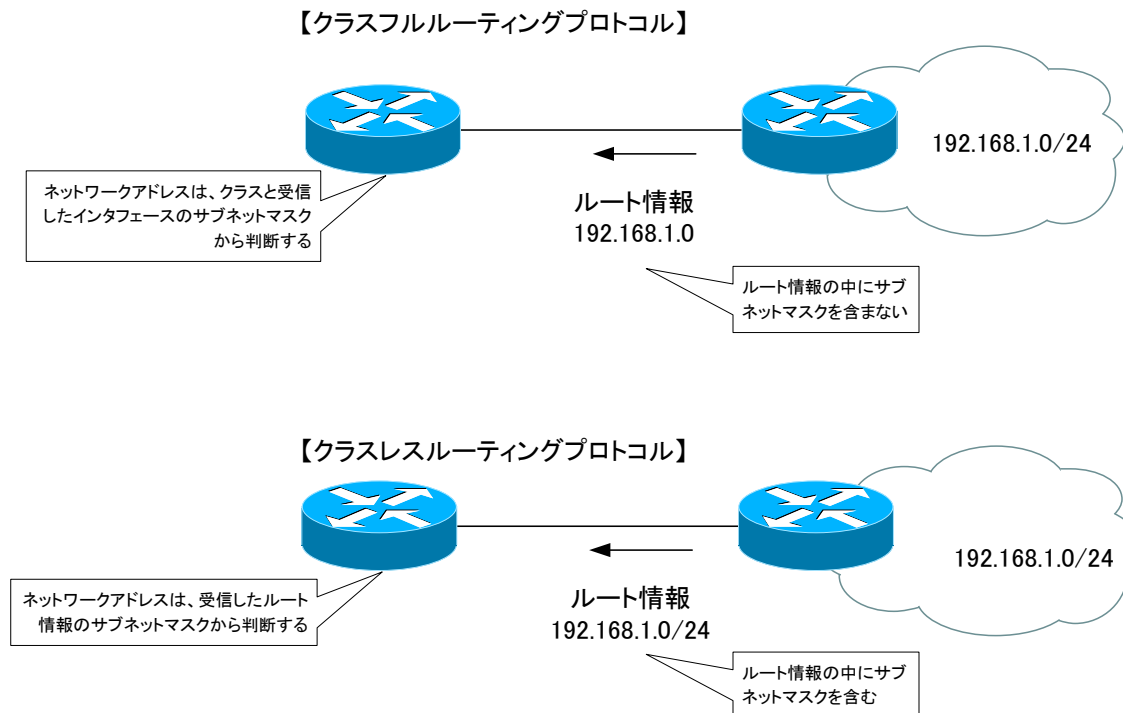 【クラスフルルーティングプロトコル】
192.168.1.0/24
ネットワークアドレスは、クラスと受信
したインタフェースのサブネットマスク
から判断する
ルート情報
192.168.1.0
ルート情報の中にサブ
ネットマスクを含まない
【クラスレスルーティングプロトコル】
192.168.1.0/24
ネットワークアドレスは、受信したルート
情報のサブネットマスクから判断する
ルート情報
192.168.1.0/24
ルート情報の中にサブ
ネットマスクを含む